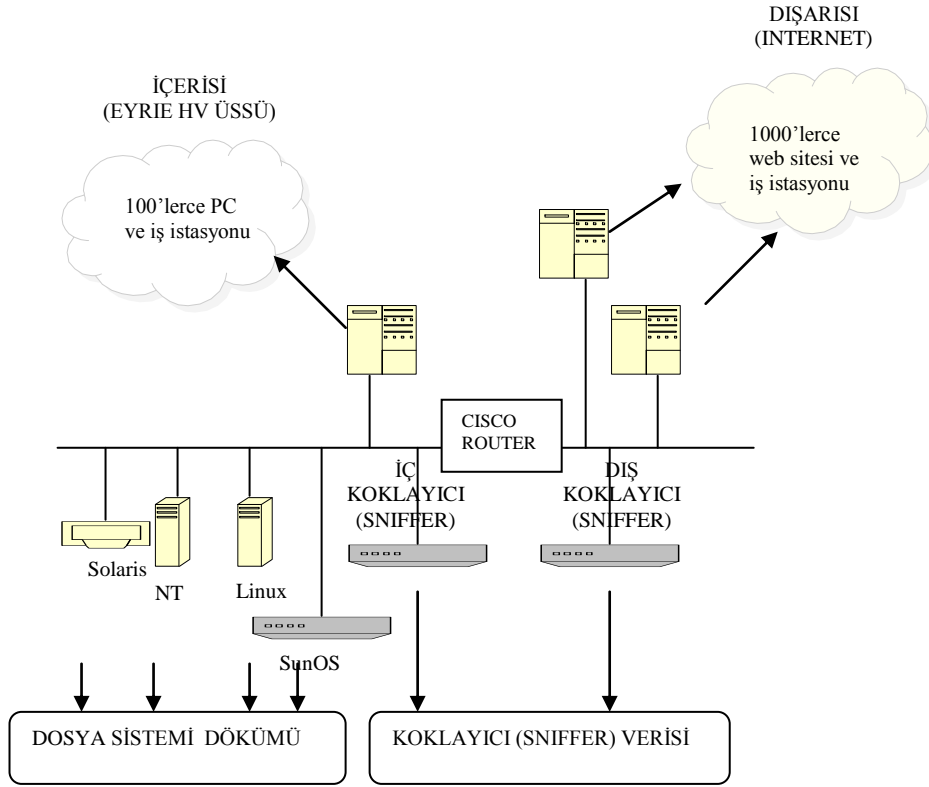 DIŞARISI
(INTERNET)
İÇERİSİ
(EYRIE HV ÜSSÜ)
1000'lerce
web sitesi ve
iş istasyonu
100'lerce PC
ve iş istasyonu
CISCO
ROUTER
İÇ
KOKLAYICI
(SNIFFER)
DIŞ
KOKLAYICI
(SNIFFER)
Solaris
NT
Linux
SunOS
DOSYA SİSTEMİ DÖKÜMÜ
KOKLAYICI (SNIFFER) VERİSİ